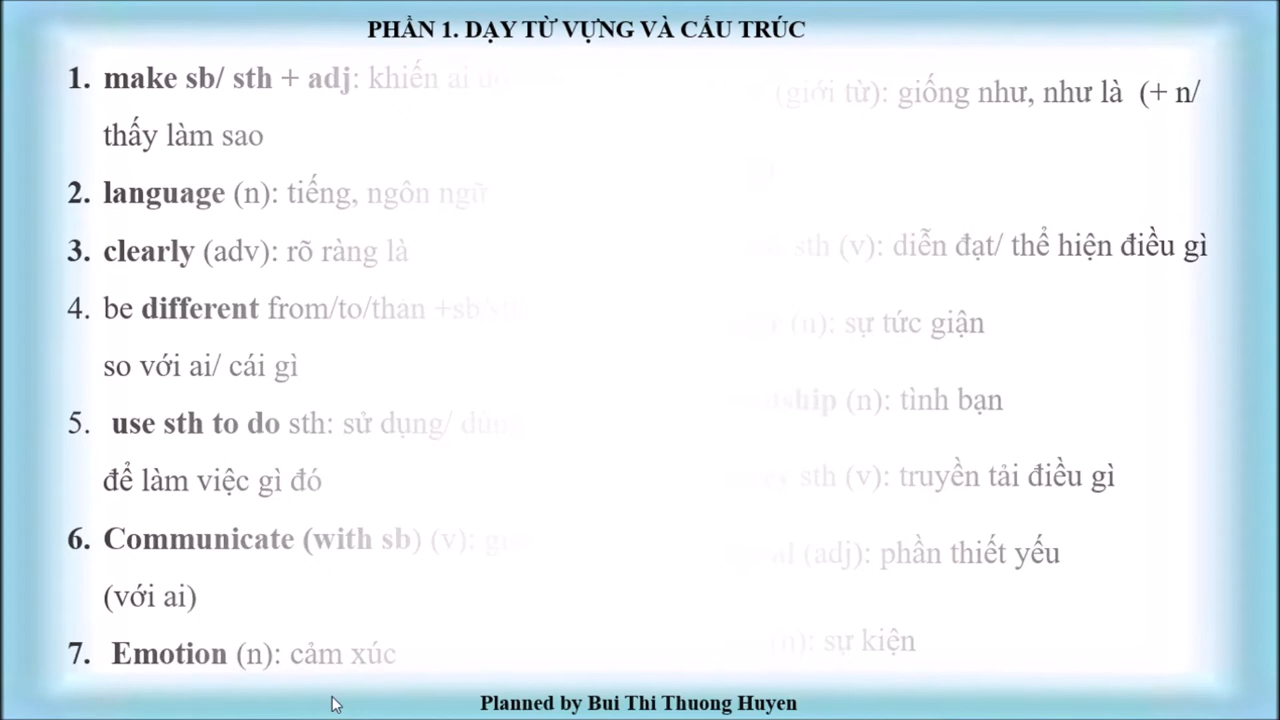 PHẦN 1. DẠY TỪ VỰNG VÀ CẤU TRÚC
1. make sb/ sth + adj: khiến ai
thấy làm sao
2. language (n): tiếng, ngôn ngữ
3. clearly (adv): rõ ràng là
4. be different from/to/than +sb/sth
so với ai/ cái gì
5. use sth to do sth: sử dụng/ dùng
để làm việc gì đó
6. Communicate (with sb) (v):
(với ai)
7. Emotion (n): cảm xúc
(giới từ): giống như, như là (+ n/
sth (v): diễn đạt/ thể hiện điều gì
(n): sự tức giận
(n): tình bạn
sth (v): truyền tải điều gì
(adj): phần thiết yếu
(n): sự kiện
Planned by Bui Thi Thuong Huyen